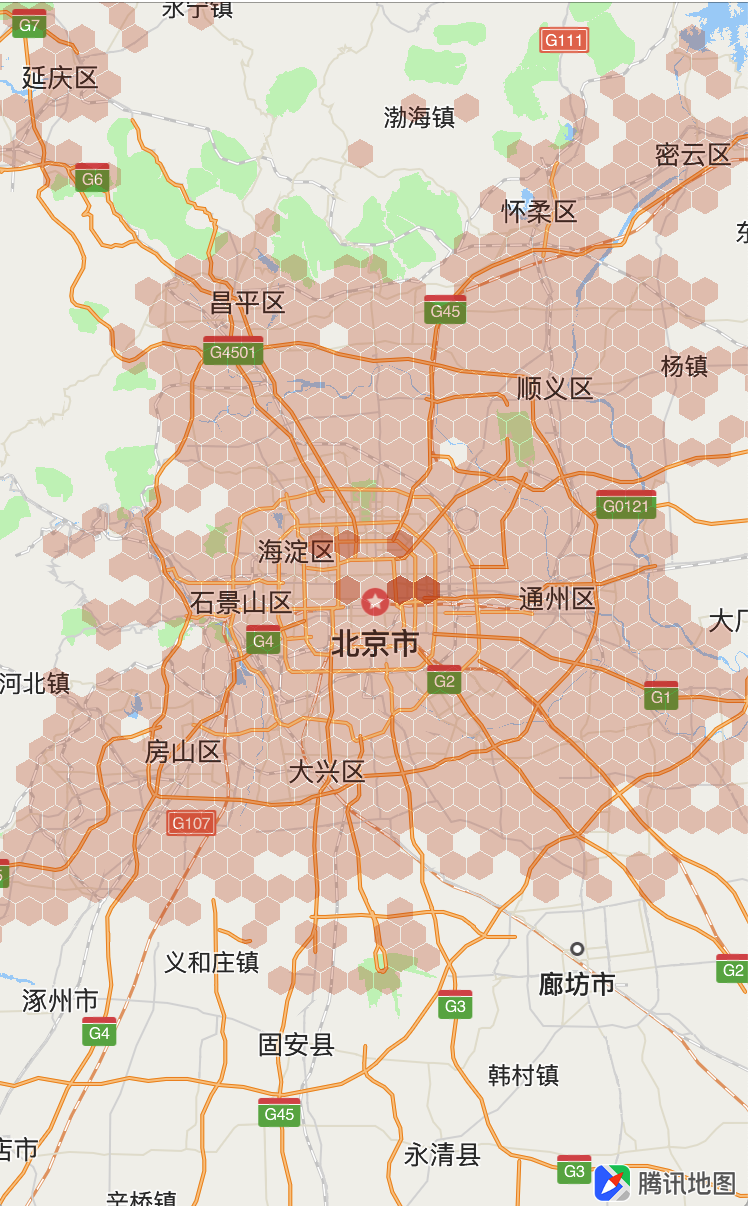 永宁镇
G7
G111
延庆区
渤海镇
密云区
G6
怀柔区
东
昌平区
G45
G4501
杨镇
顺义区
G0121
海淀区
石景山区
通州区
大厂
G4
北京市
河北镇
G2
G1
房山区
大兴区
G107
5
义和庄镇
廊坊市
G2
涿州市
G3
G4
固安县
韩村镇
G45
店市
永清县
G3
腾讯地图
辛桥镇